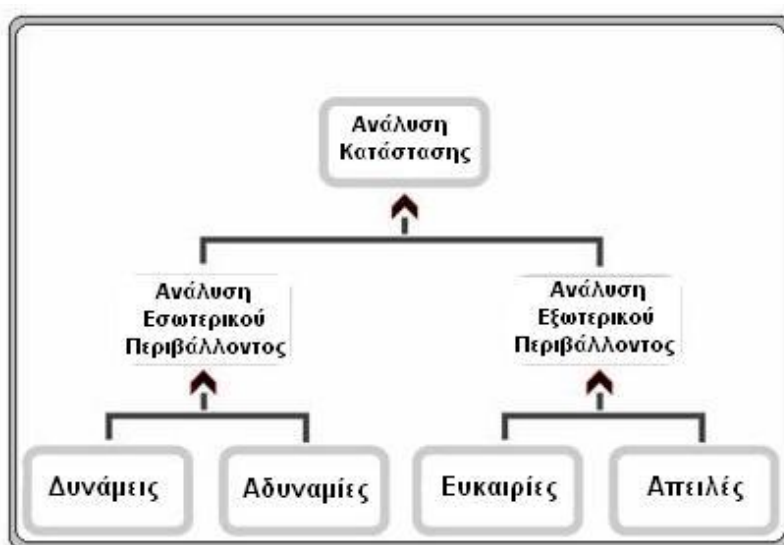 Ανάλυση
Κατάστασης
Ανάλυση
Εσωτερικού
Περιβάλλοντος
Ανάλυση
Εξωτερικού
Περιβάλλοντος
Δυνάμεις
Αδυναμίες
Ευκαιρίες
Απειλές